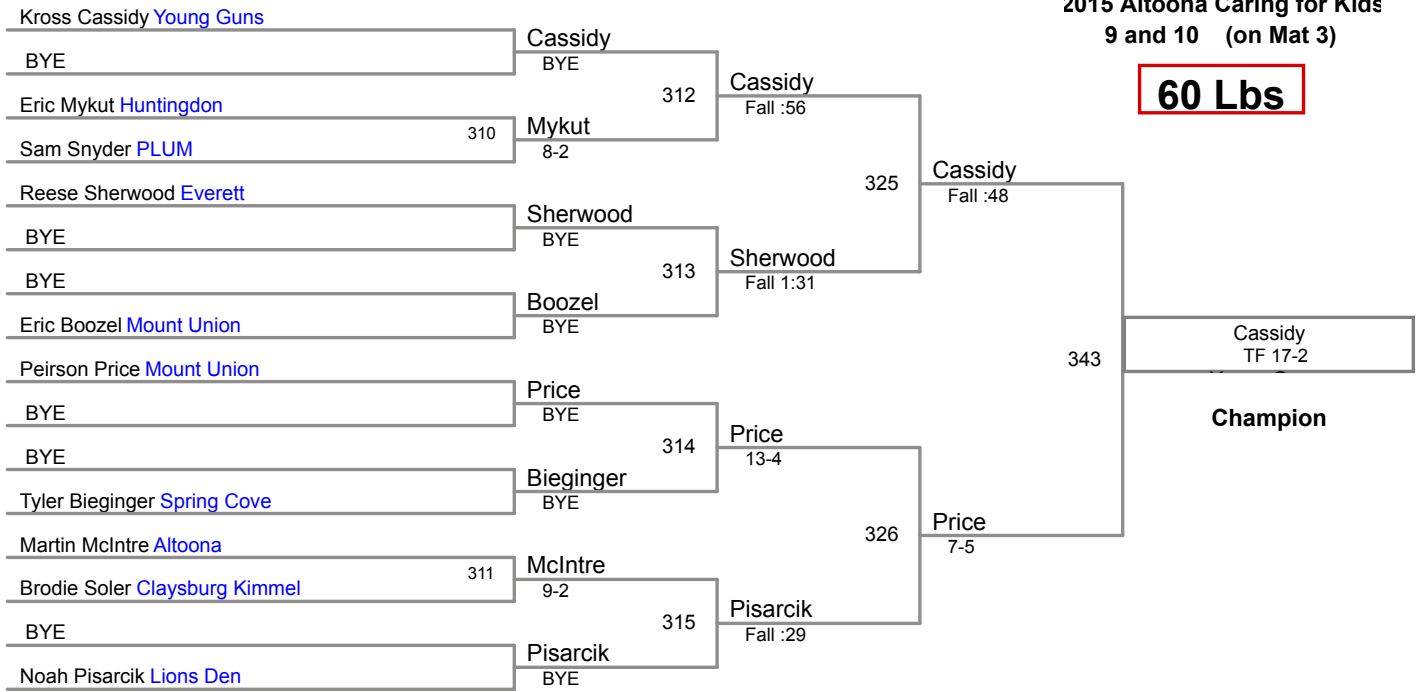 2015 Altoona Caring for Kids
9 and 10 (on Mat 3)
60 Lbs
Kross Cassidy Young Guns
BYE
Eric Mykut Huntingdon
Sam Snyder PLUM
Reese Sherwood Everett
BYE
BYE
Eric Boozel Mount Union
Peirson Price Mount Union
BYE
BYE
Tyler Bieginger Spring Cove
Martin McIntre Altoona
Brodie Soler Claysburg Kimmel
BYE
Noah Pisarcik Lions Den
310
311
Cassidy
BYE
Mykut
8-2
Sherwood
BYE
Boozel
BYE
Price
BYE
Bieginger
BYE
McIntre
9-2
Pisarcik
BYE
312
313
314
315
Cassidy
Fall :56
Sherwood
Fall 1:31
Price
13-4
Pisarcik
Fall :29
325
326
Cassidy
Fall :48
Price
7-5
343
Cassidy
TF 17-2
Champion